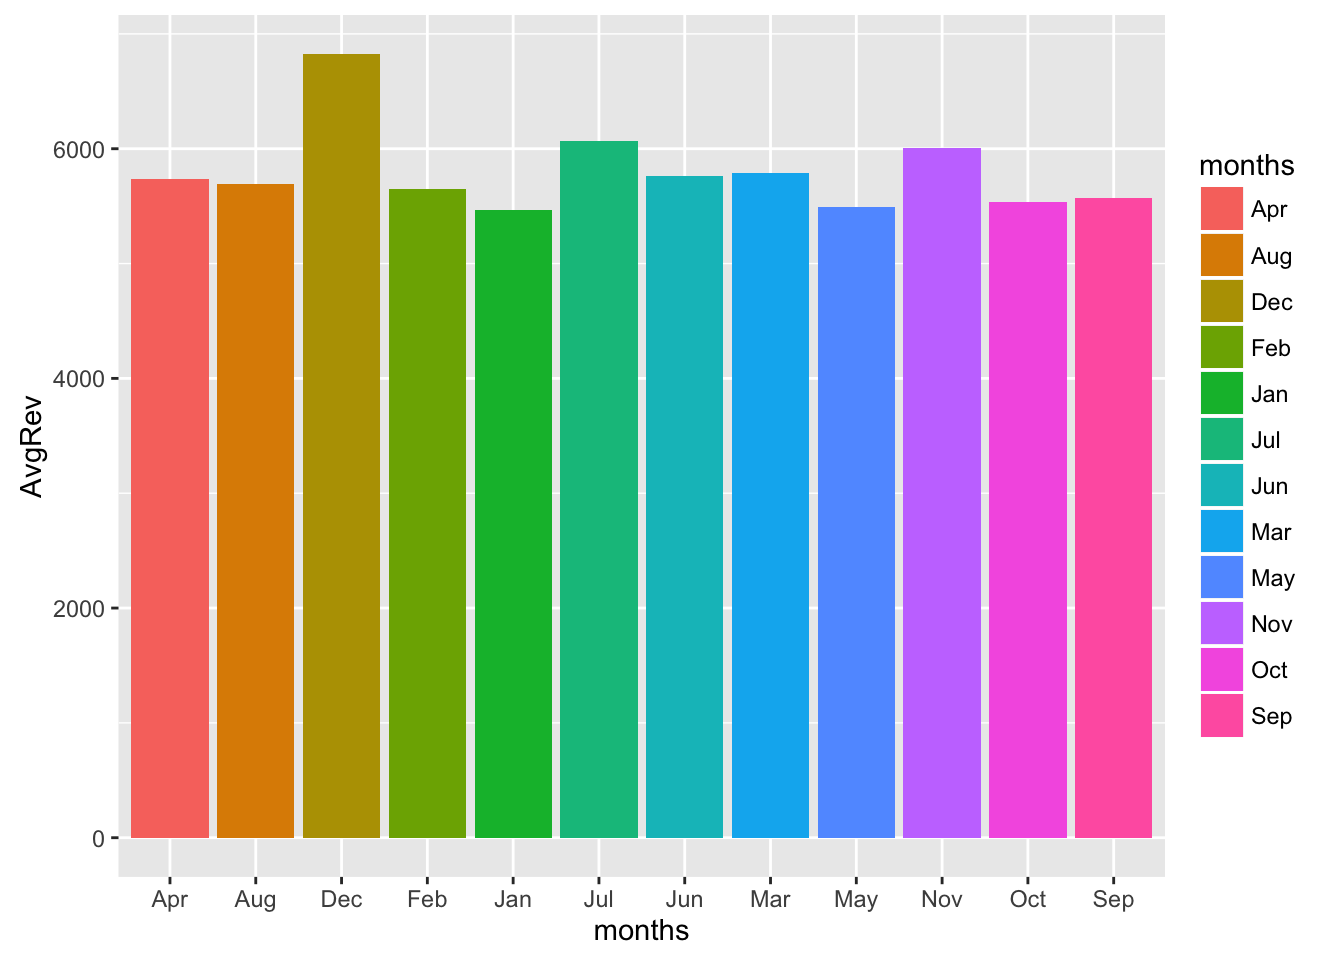 AvgRev
6000
4000
2000
0
Apr Aug Dec Feb Jan Jul Jun Mar May Nov Oct Sep
months
months
Apr
Aug
Dec
Feb
Jan
Jul
Jun
Mar
May
Nov
Oct
Sep